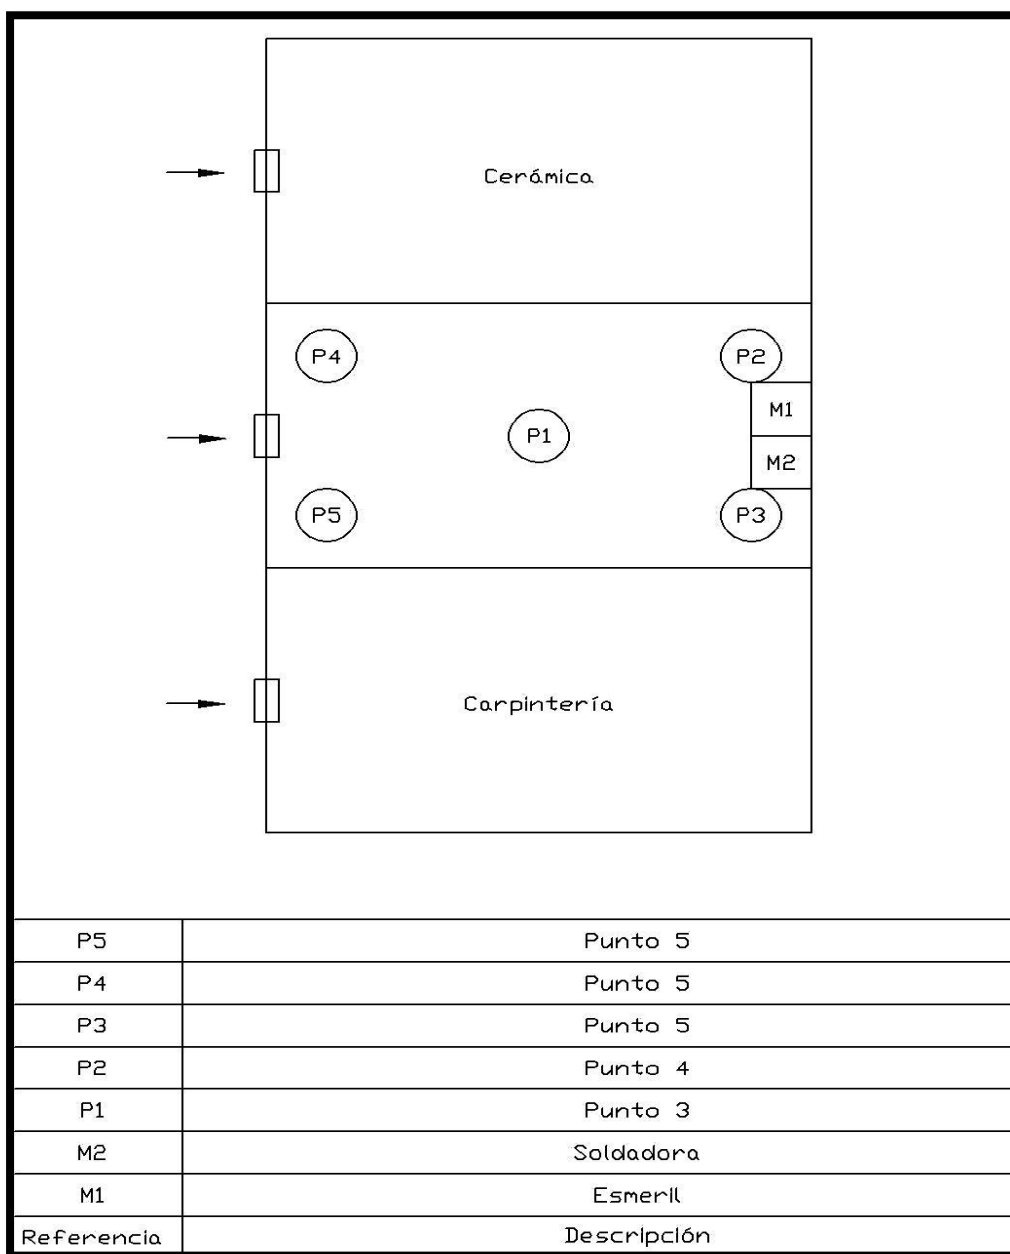 Cerámica
P4
P2
M1
P1
M2
P5
P3
Carpintería
P5 Punto 5
P4 Punto 5
P3 Punto 5
P2 Punto 4
P1 Punto 3
M2 Soldadora
M1 Esmeril
Referencia Descripción